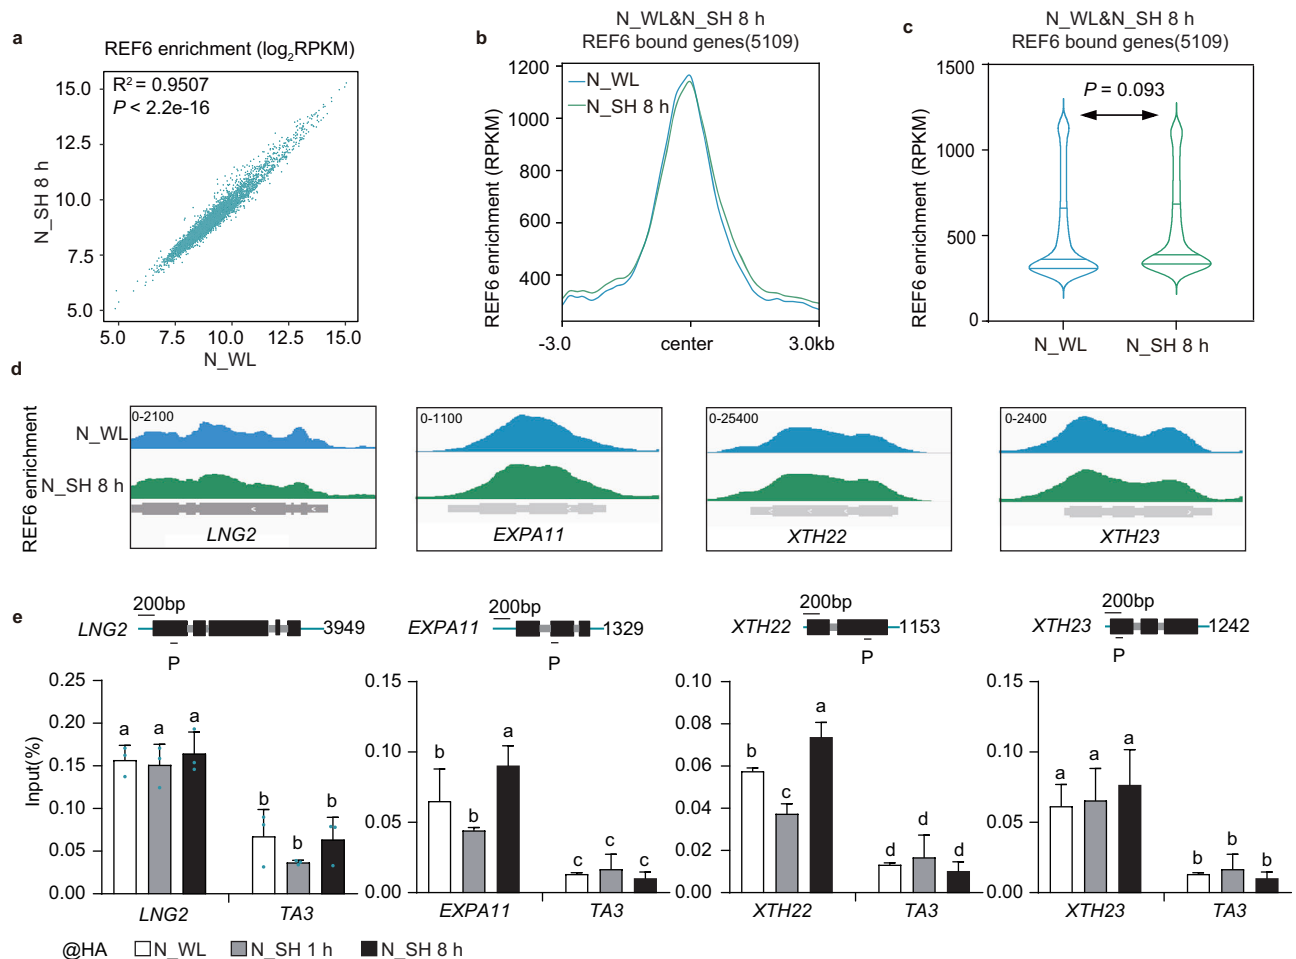 a
REF6 enrichment (log2RPKM)
R2 = 0.9507
P < 2.2e-16
15.0
12.5
10.0
7.5
5.0
N_SH 8 h
5.0 7.5 10.0 12.5 15.0
N_WL
b
N_WL&N_SH 8 h
REF6 bound genes(5109)
N_WL
N_SH 8 h
1200
1000
800
600
400
REF6 enrichment (RPKM)
-3.0 center 3.0kb
c
N_WL&N_SH 8 h
REF6 bound genes(5109)
P = 0.093
1500
1000
500
0
REF6 enrichment (RPKM)
N_WL N_SH 8 h
d
REF6 enrichment
N_WL
N_SH 8 h
0-2100
LNG2
0-1100
EXPA11
0-25400
XTH22
0-2400
XTH23
e
200bp
LNG2 3949
P
200bp
EXPA11 1329
P
200bp
XTH22 1153
P
200bp
XTH23 1242
P
Input(%)
0.25
0.20
0.15
0.10
0.05
0.00
a a a b b b
LNG2 TA3
0.15
0.10
0.05
0.00
b b a c c c
EXPA11 TA3
0.10
0.08
0.06
0.04
0.02
0.00
b c a d d d
XTH22 TA3
0.15
0.10
0.05
0.00
a a a b b b
XTH23 TA3
@HA N_WL N_SH 1 h N_SH 8 h